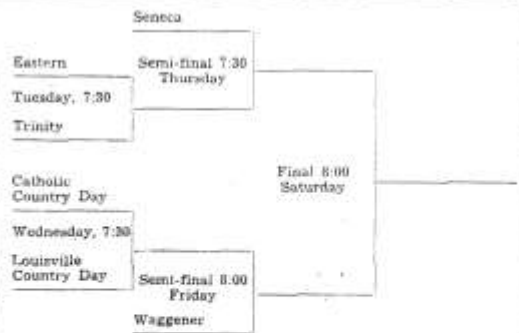 Seneca
Eastern
Semi-final 7:30
Thursday
Tuesday, 7:30
Trinity
Final 8:00
Saturday
Catholic
Country Day
Wednesday, 7:30
Louisville
Country Day
Semi-final 8:00
Friday
Waggener